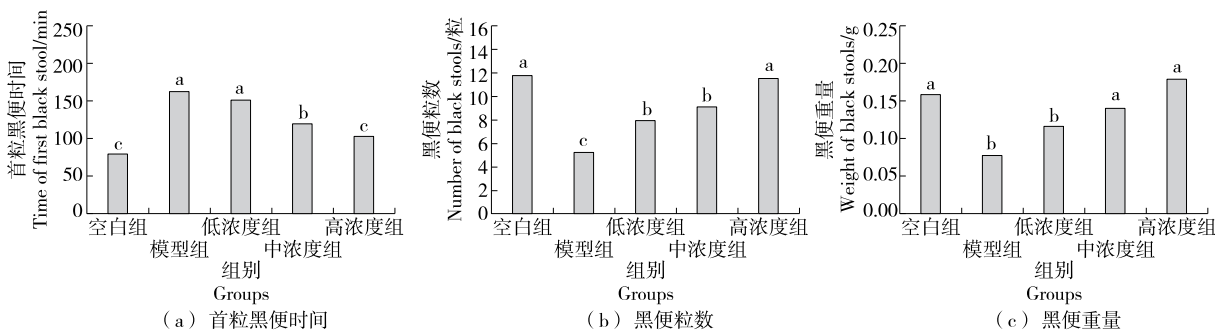 首粒黑便时间
Time of first black stool/min
250
200
150
100
50
0
c
a
a
b
c
空白组
模型组
低浓度组
中浓度组
高浓度组
组别
Groups
(a) 首粒黑便时间
黑便粒数
Number of black stools/粒
16
14
12
10
8
6
4
2
0
a
c
b
b
a
空白组
模型组
低浓度组
中浓度组
高浓度组
组别
Groups
(b) 黑便粒数
黑便重量
Weight of black stools/g
0.25
0.20
0.15
0.10
0.05
0.00
a
b
b
a
a
空白组
模型组
低浓度组
中浓度组
高浓度组
组别
Groups
(c) 黑便重量